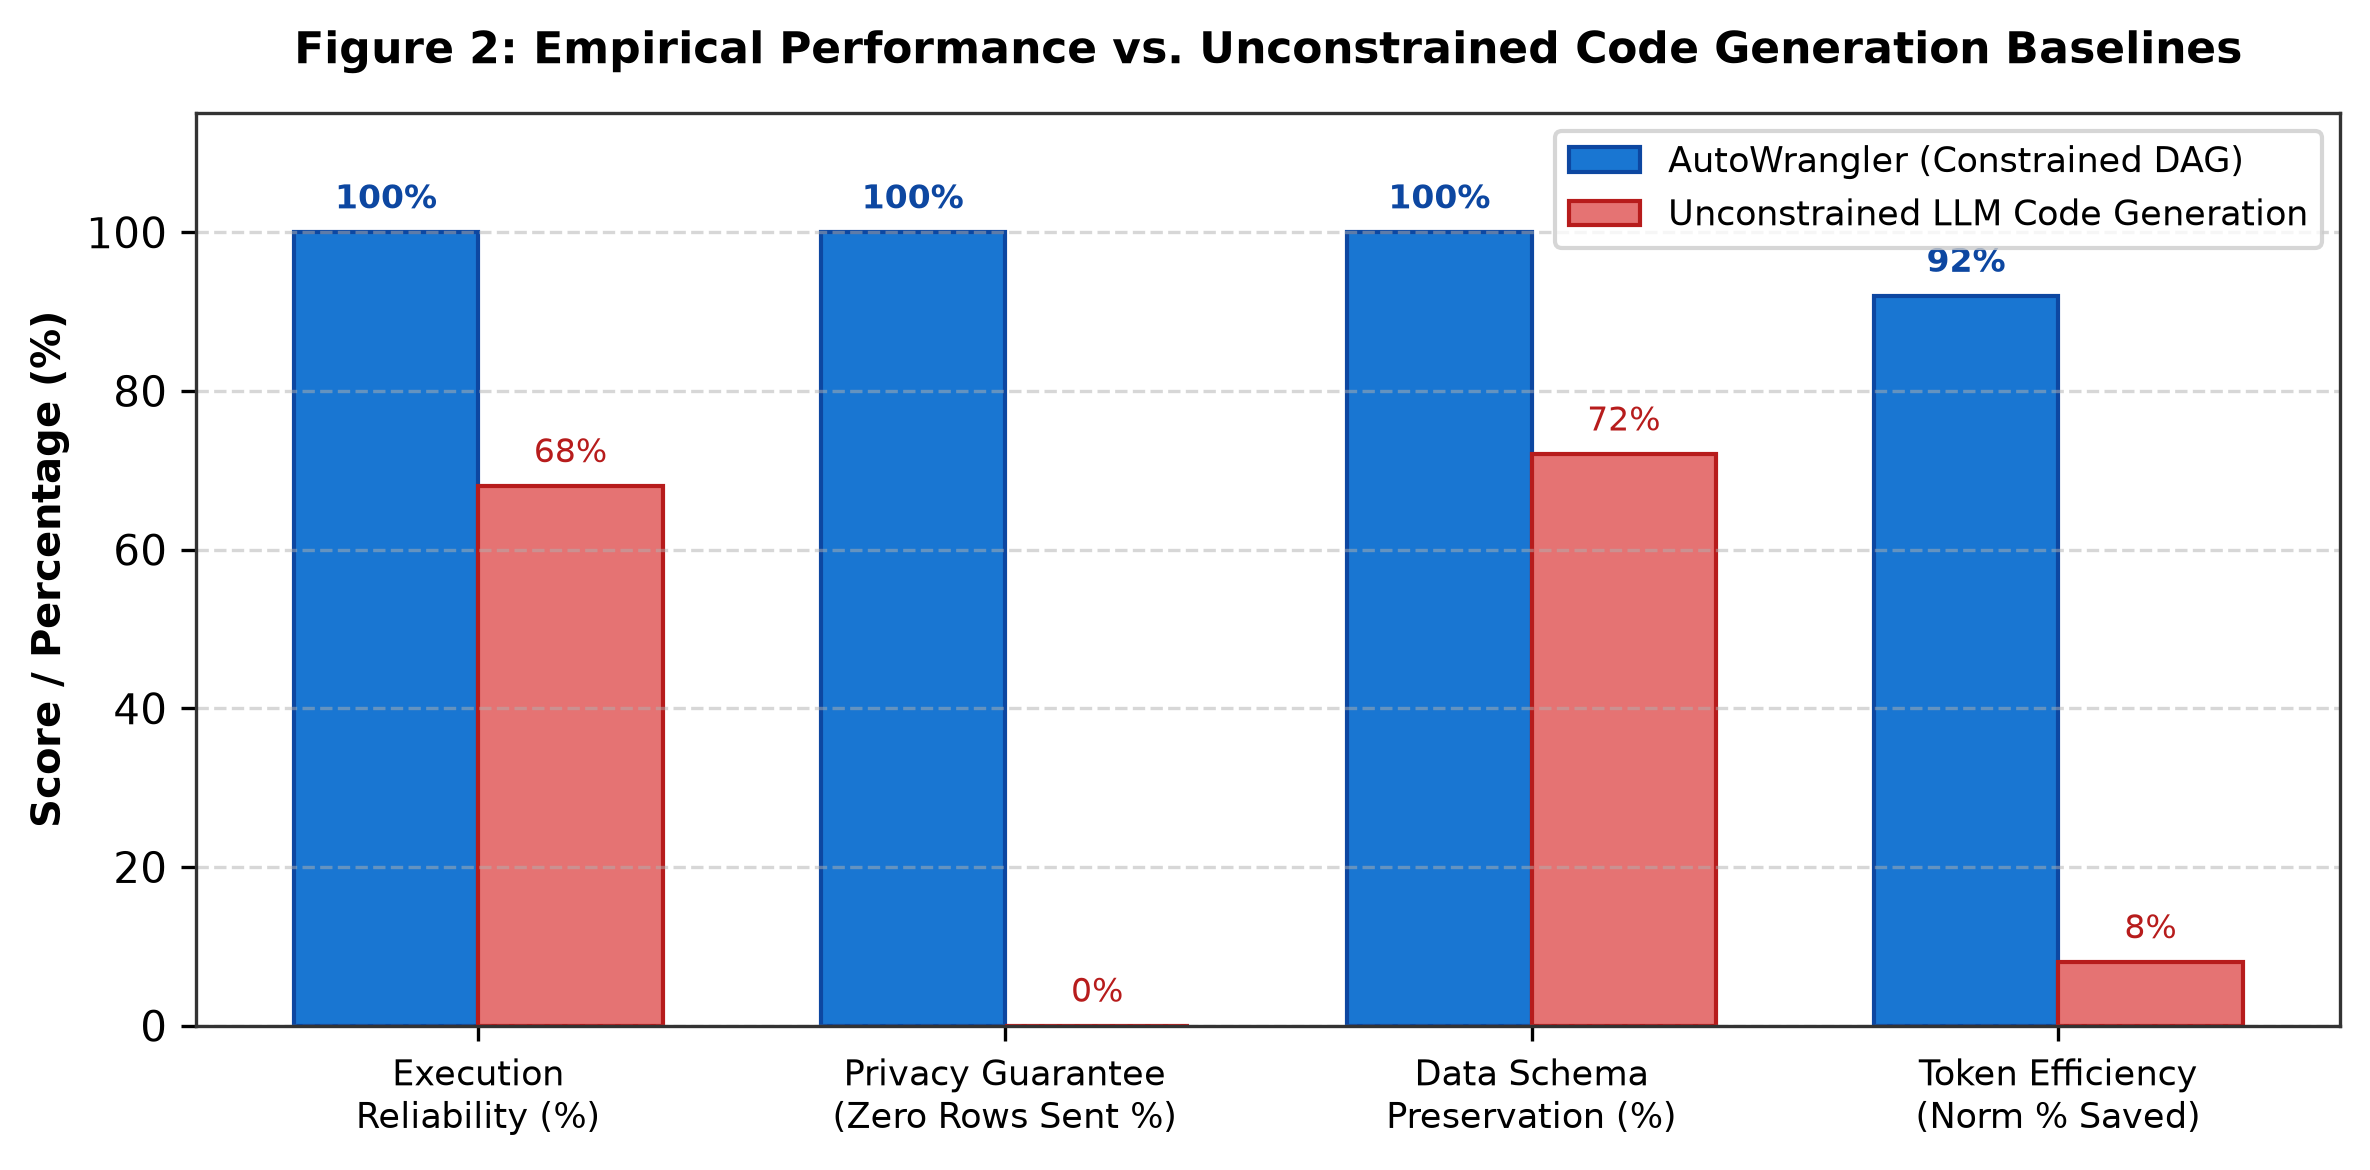 Figure 2: Empirical Performance vs. Unconstrained Code Generation Baselines
AutoWrangler (Constrained DAG)
Unconstrained LLM Code Generation
Score / Percentage (%)
100
80
60
40
20
0
100%
68%
100%
0%
100%
72%
92%
8%
Execution
Reliability (%)
Privacy Guarantee
(Zero Rows Sent %)
Data Schema
Preservation (%)
Token Efficiency
(Norm % Saved)